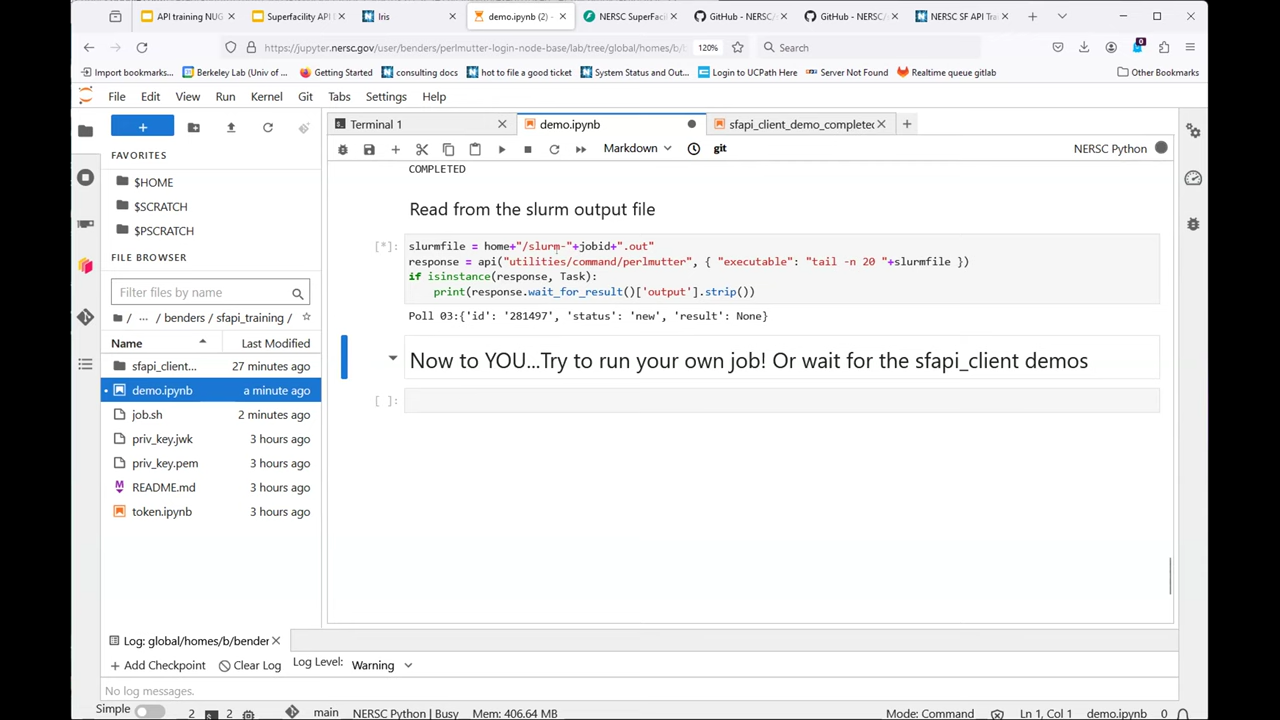 API training NUG
Superfacility API
Iris
demo.ipynb (2)
NERSC SuperFaci
GitHub - NERSC/
GitHub - NERSC/
NERSC SF API Tra
https://jupyter.nersc.gov/user/benders/perlmutter-login-node-base/lab/tree/global/homes/b/
120%
Search
Import bookmarks...
Berkeley Lab (Univ of ...
Getting Started
consulting docs
hot to file a good ticket
System Status and Out...
Login to UCPath Here
Server Not Found
Realtime queue gitlab
Other Bookmarks
File Edit View Run Kernel Git Tabs Settings Help
Terminal 1
demo.ipynb
sfapi_client_demo_completed
Markdown
git
NERSC Python
FAVORITES
$HOME
$SCRATCH
$PSCRATCH
FILE BROWSER
Filter files by name
/ ... / benders / sfapi_training /
Name Last Modified
sfapi_client... 27 minutes ago
demo.ipynb a minute ago
job.sh 2 minutes ago
priv_key.jwk 3 hours ago
priv_key.pem 3 hours ago
README.md 3 hours ago
token.ipynb 3 hours ago
COMPLETED
Read from the slurm output file
[*]:
slurmfile = home+"/slurm-"+jobid+".out"
response = api("utilities/command/perlmutter", { "executable": "tail -n 20 "+slurmfile })
if isinstance(response, Task):
print(response.wait_for_result()['output'].strip())
Poll 03:{'id': '281497', 'status': 'new', 'result': None}
Now to YOU...Try to run your own job! Or wait for the sfapi_client demos
[ ]:
Log: global/homes/b/bender
Add Checkpoint
Clear Log
Log Level:
Warning
No log messages.
Simple
2
2
main
NERSC Python | Busy
Mem: 406.64 MB
Mode: Command
Ln 1, Col 1
demo.ipynb
0